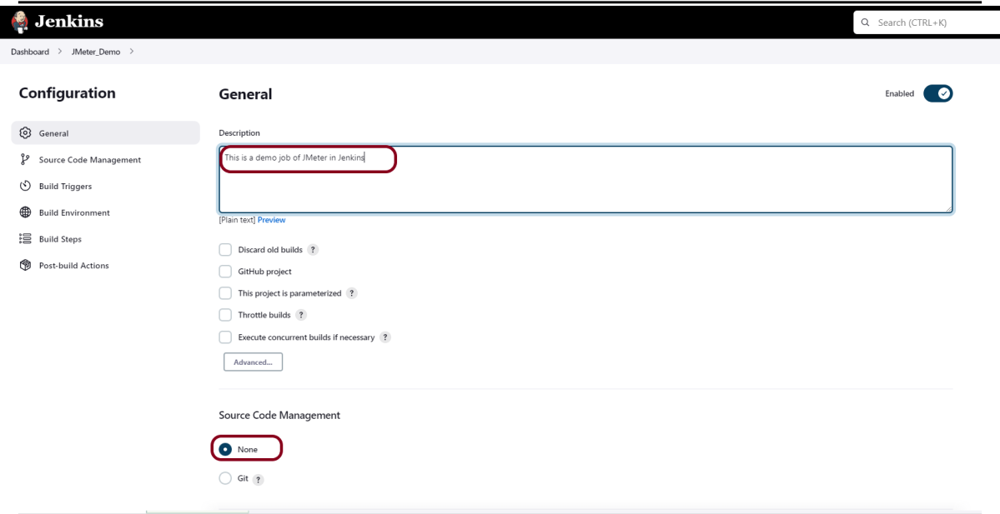 Jenkins
Search (CTRL+K)
Dashboard > JMeter_Demo >
Configuration
General
Source Code Management
Build Triggers
Build Environment
Build Steps
Post-build Actions
General
Enabled
Description
This is a demo job of JMeter in Jenkins
[Plain text] Preview
Discard old builds ?
GitHub project
This project is parameterized ?
Throttle builds ?
Execute concurrent builds if necessary ?
Advanced...
Source Code Management
None
Git ?